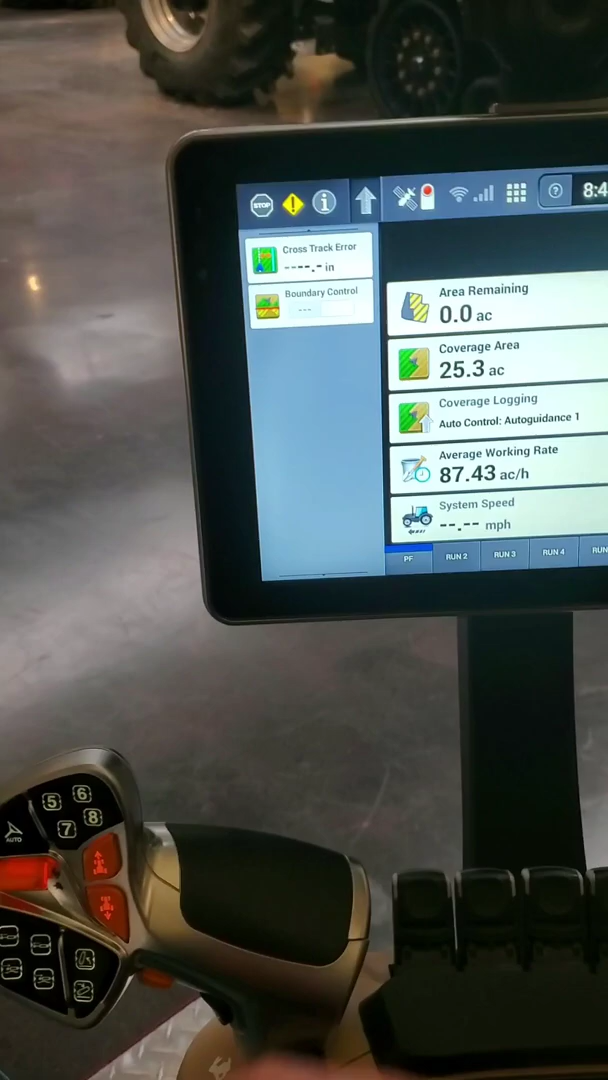 STOP
8:4
Cross Track Error
----.- in
Boundary Control
---
Area Remaining
0.0 ac
Coverage Area
25.3 ac
Coverage Logging
Auto Control: Autoguidance 1
Average Working Rate
87.43 ac/h
System Speed
--.-- mph
PF RUN 2 RUN 3 RUN 4 RUN
5 6
7 8
AUTO